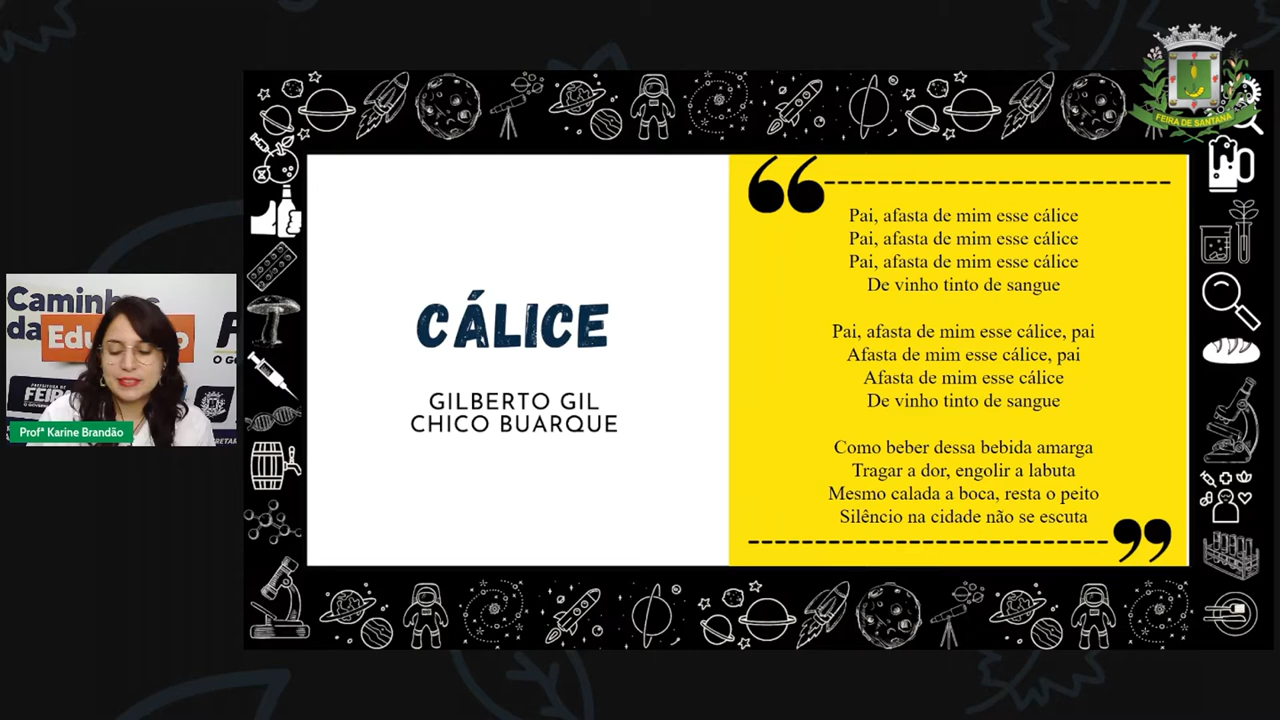 FEIRA DE SANTANA
CÁLICE
GILBERTO GIL
CHICO BUARQUE
Pai, afasta de mim esse cálice
Pai, afasta de mim esse cálice
Pai, afasta de mim esse cálice
De vinho tinto de sangue
Pai, afasta de mim esse cálice, pai
Afasta de mim esse cálice, pai
Afasta de mim esse cálice
De vinho tinto de sangue
Como beber dessa bebida amarga
Tragar a dor, engolir a labuta
Mesmo calada a boca, resta o peito
Silêncio na cidade não se escuta
da
PREFEITURA DE
FEIR
Profª Karine Brandão